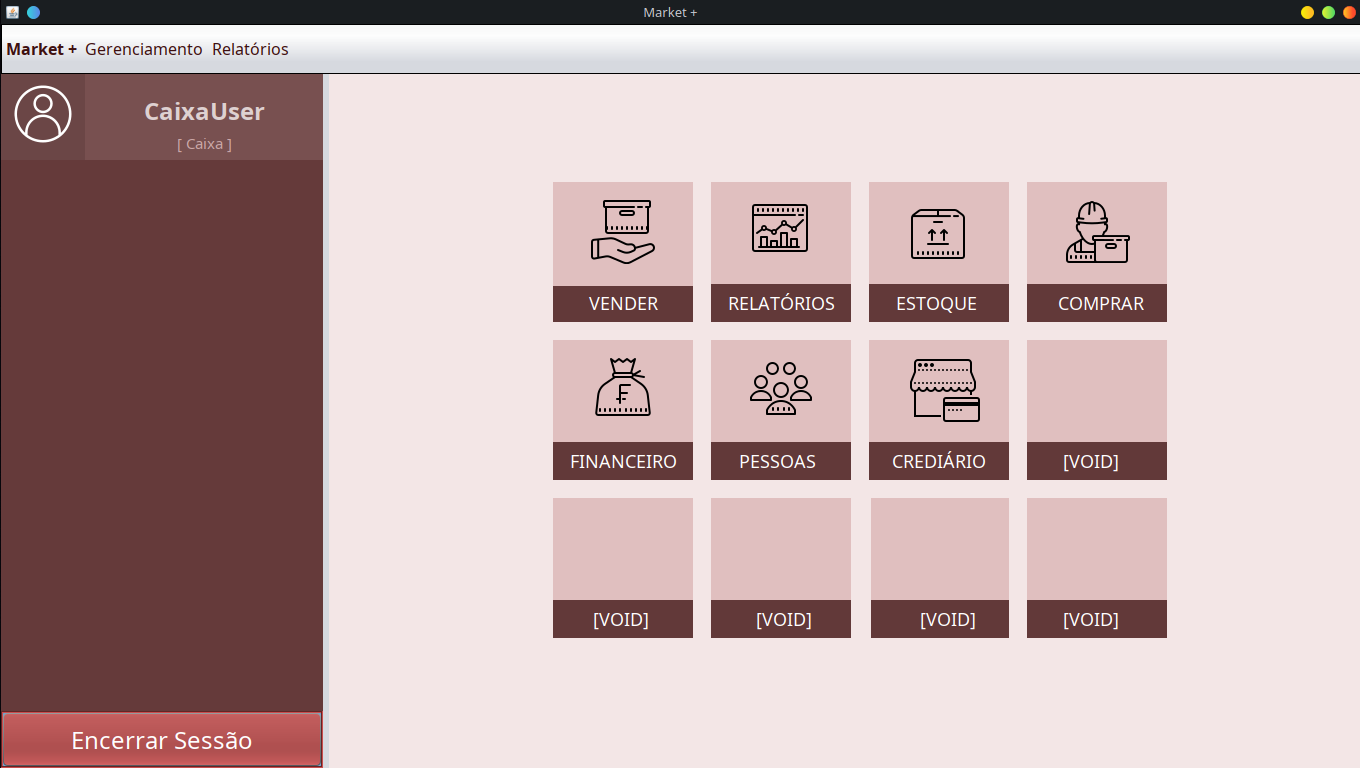 Market +
Market + Gerenciamento Relatórios
CaixaUser
[ Caixa ]
VENDER RELATÓRIOS ESTOQUE COMPRAR
FINANCEIRO PESSOAS CREDIÁRIO [VOID]
[VOID] [VOID] [VOID] [VOID]
Encerrar Sessão